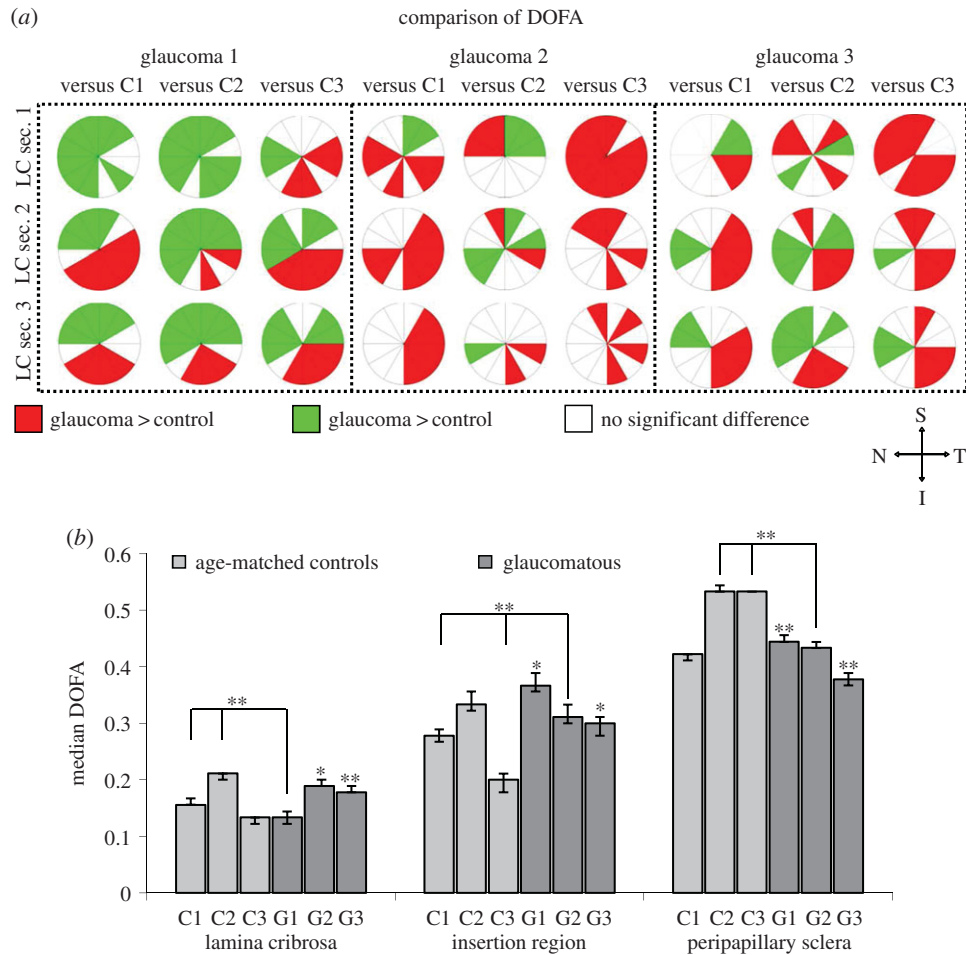 (a) comparison of DOFA
glaucoma 1 glaucoma 2 glaucoma 3
versus C1 versus C2 versus C3 versus C1 versus C2 versus C3 versus C1 versus C2 versus C3
LC sec. 1
LC sec. 2
LC sec. 3
glaucoma > control glaucoma > control no significant difference
S
N T
I
(b)
age-matched controls glaucomatous
median DOFA
0.6
0.5
0.4
0.3
0.2
0.1
0
** * **
** * *
** ** **
C1 C2 C3 G1 G2 G3 C1 C2 C3 G1 G2 G3 C1 C2 C3 G1 G2 G3
lamina cribrosa insertion region peripapillary sclera